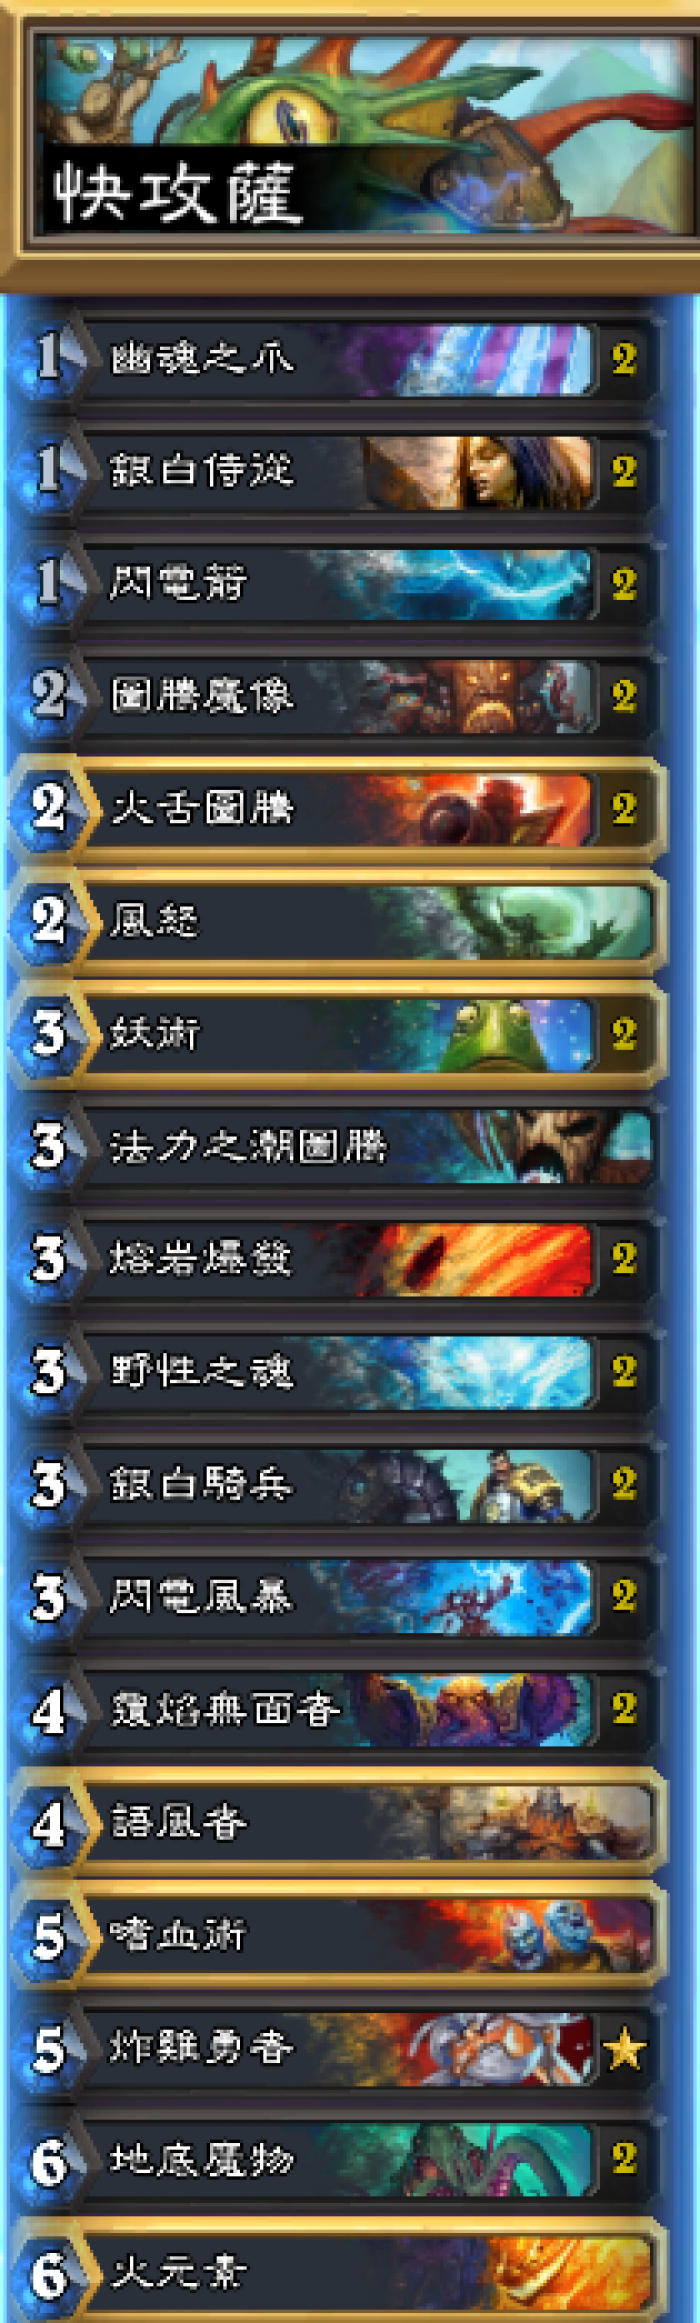 快攻薩
1 幽魂之爪 2
1 銀白侍從 2
1 閃電箭 2
2 圖騰魔像 2
2 火舌圖騰 2
2 風怒
3 妖術 2
3 法力之潮圖騰
3 熔岩爆發 2
3 野性之魂 2
3 銀白騎兵 2
3 閃電風暴 2
4 覆焰無面者 2
4 語風者
5 嗜血術
5 炸雞勇者
6 地底魔物 2
6 火元素